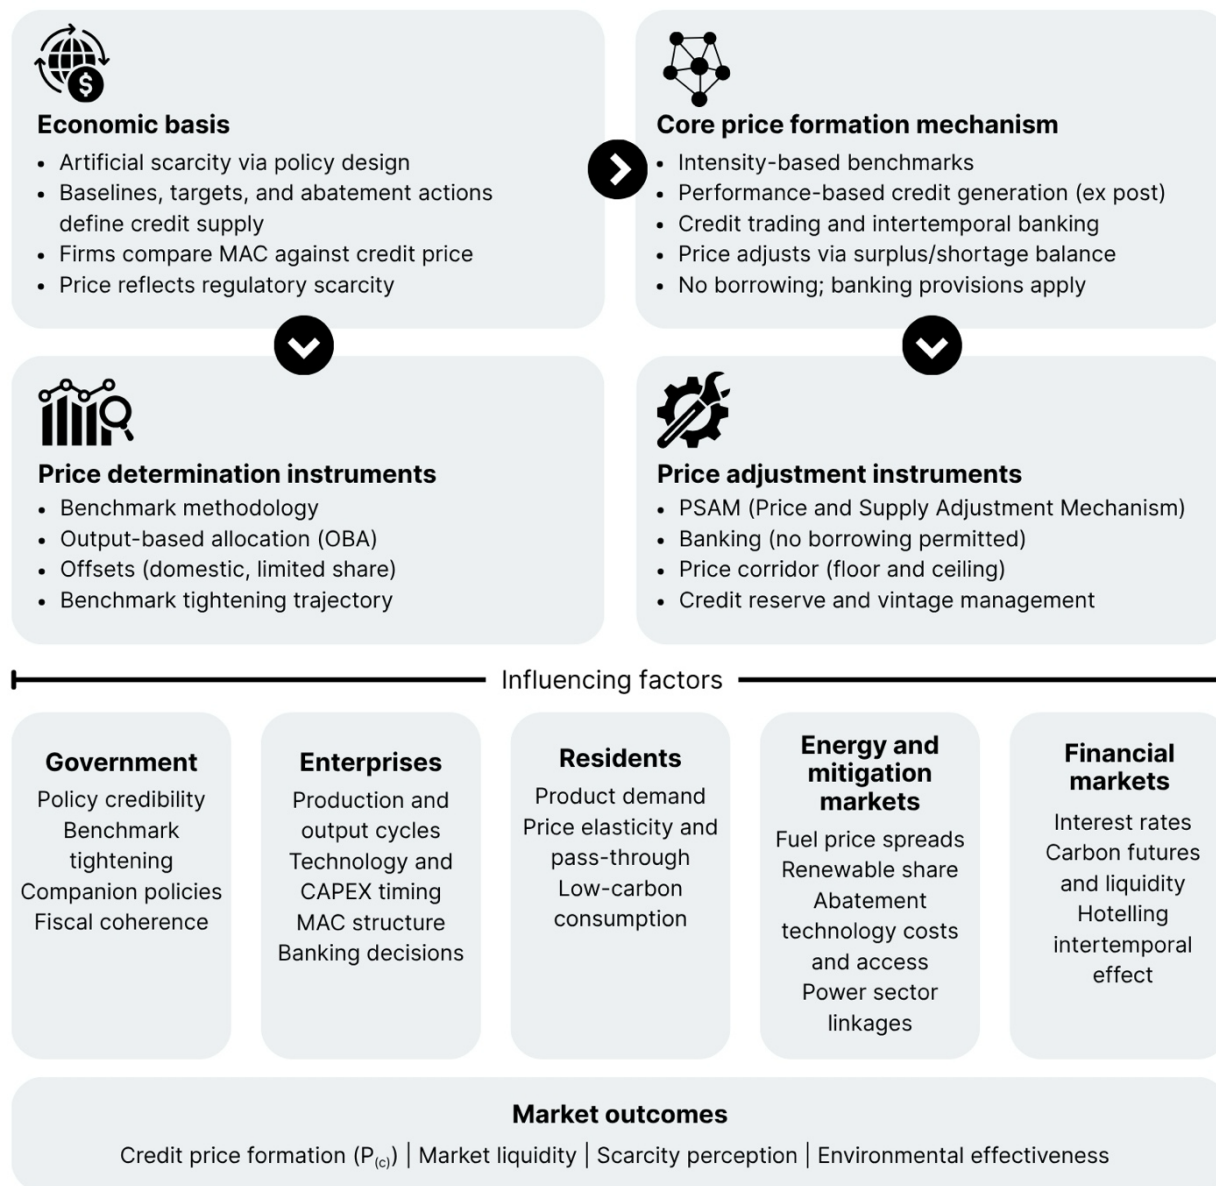 $
Economic basis
• Artificial scarcity via policy design
• Baselines, targets, and abatement actions
define credit supply
• Firms compare MAC against credit price
• Price reflects regulatory scarcity
Core price formation mechanism
• Intensity-based benchmarks
• Performance-based credit generation (ex post)
• Credit trading and intertemporal banking
• Price adjusts via surplus/shortage balance
• No borrowing; banking provisions apply
Price determination instruments
• Benchmark methodology
• Output-based allocation (OBA)
• Offsets (domestic, limited share)
• Benchmark tightening trajectory
Price adjustment instruments
• PSAM (Price and Supply Adjustment Mechanism)
• Banking (no borrowing permitted)
• Price corridor (floor and ceiling)
• Credit reserve and vintage management
Influencing factors
Government
Policy credibility
Benchmark
tightening
Companion policies
Fiscal coherence
Enterprises
Production and
output cycles
Technology and
CAPEX timing
MAC structure
Banking decisions
Residents
Product demand
Price elasticity and
pass-through
Low-carbon
consumption
Energy and
mitigation
markets
Fuel price spreads
Renewable share
Abatement
technology costs
and access
Power sector
linkages
Financial
markets
Interest rates
Carbon futures
and liquidity
Hotelling
intertemporal
effect
Market outcomes
Credit price formation (P(c)) | Market liquidity | Scarcity perception | Environmental effectiveness